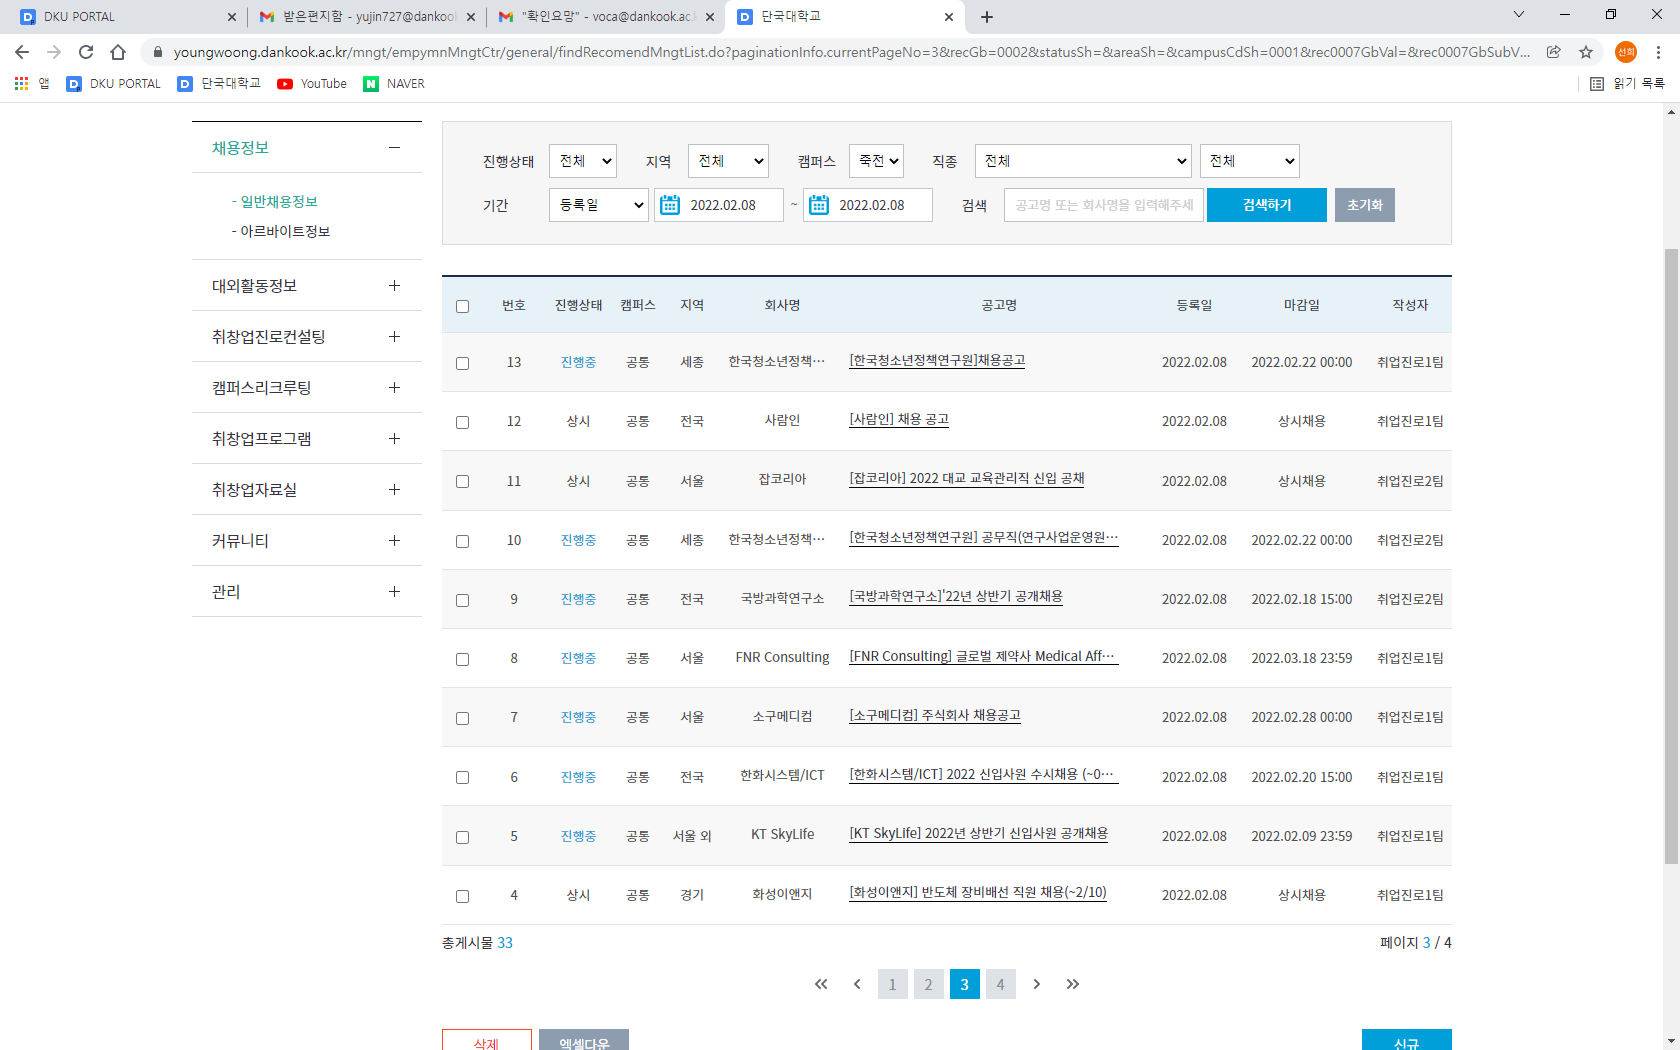 DKU PORTAL
받은편지함 - yujin727@dankook
"확인요망" - voca@dankook.ac.k
단국대학교
youngwoong.dankook.ac.kr/mngt/empymnMngtCtr/general/findRecomendMngtList.do?paginationInfo.currentPageNo=3&recGb=0002&statusSh=&areaSh=&campusCdSh=0001&rec0007GbVal=&rec0007GbSubV...
선희
앱 DKU PORTAL 단국대학교 YouTube NAVER 읽기 목록
채용정보
- 일반채용정보
- 아르바이트정보
대외활동정보
취창업진로컨설팅
캠퍼스리크루팅
취창업프로그램
취창업자료실
커뮤니티
관리
진행상태 전체 지역 전체 캠퍼스 죽전 직종 전체 전체
기간 등록일 2022.02.08 ~ 2022.02.08 검색 공고명 또는 회사명을 입력해주세 검색하기 초기화
번호 진행상태 캠퍼스 지역 회사명 공고명 등록일 마감일 작성자
13 진행중 공통 세종 한국청소년정책… [한국청소년정책연구원]채용공고 2022.02.08 2022.02.22 00:00 취업진로1팀
12 상시 공통 전국 사람인 [사람인] 채용 공고 2022.02.08 상시채용 취업진로1팀
11 상시 공통 서울 잡코리아 [잡코리아] 2022 대교 교육관리직 신입 공채 2022.02.08 상시채용 취업진로2팀
10 진행중 공통 세종 한국청소년정책… [한국청소년정책연구원] 공무직(연구사업운영원… 2022.02.08 2022.02.22 00:00 취업진로2팀
9 진행중 공통 전국 국방과학연구소 [국방과학연구소]'22년 상반기 공개채용 2022.02.08 2022.02.18 15:00 취업진로2팀
8 진행중 공통 서울 FNR Consulting [FNR Consulting] 글로벌 제약사 Medical Aff… 2022.02.08 2022.03.18 23:59 취업진로1팀
7 진행중 공통 서울 소구메디컴 [소구메디컴] 주식회사 채용공고 2022.02.08 2022.02.28 00:00 취업진로1팀
6 진행중 공통 전국 한화시스템/ICT [한화시스템/ICT] 2022 신입사원 수시채용 (~0… 2022.02.08 2022.02.20 15:00 취업진로1팀
5 진행중 공통 서울 외 KT SkyLife [KT SkyLife] 2022년 상반기 신입사원 공개채용 2022.02.08 2022.02.09 23:59 취업진로1팀
4 상시 공통 경기 화성이앤지 [화성이앤지] 반도체 장비배선 직원 채용(~2/10) 2022.02.08 상시채용 취업진로1팀
총게시물 33 페이지 3 / 4
1 2 3 4
삭제 엑셀다운 신규